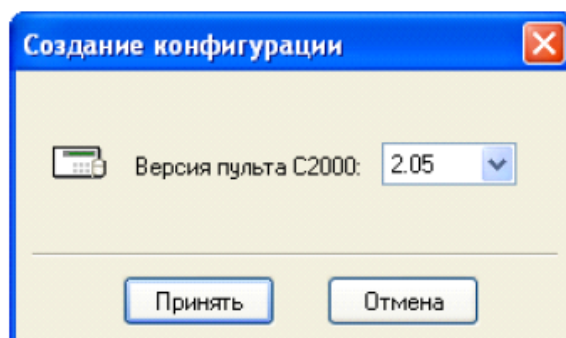 Создание конфигурации
Версия пульта С2000: 2.05
Принять Отмена